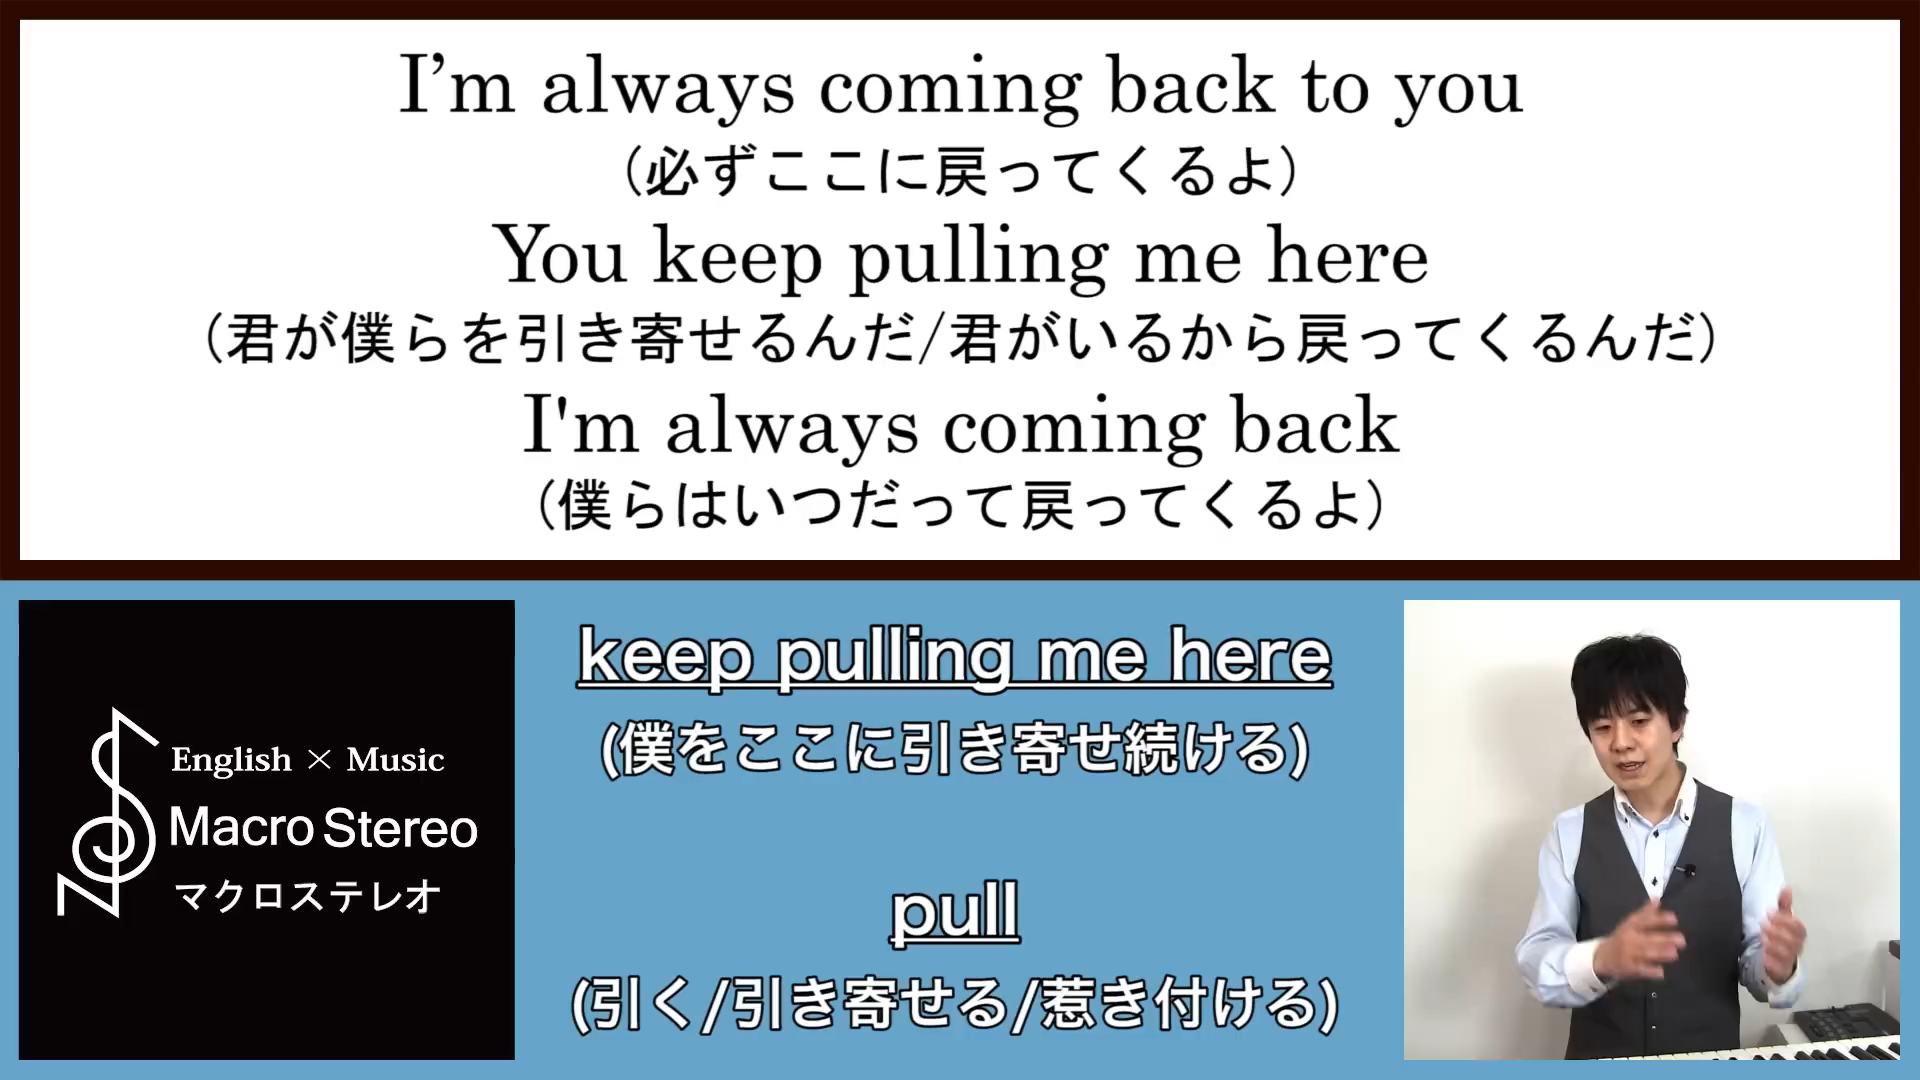 I’m always coming back to you
（必ずここに戻ってくるよ）
You keep pulling me here
（君が僕らを引き寄せるんだ/君がいるから戻ってくるんだ）
I'm always coming back
（僕らはいつだって戻ってくるよ）
English × Music
Macro Stereo
マクロステレオ
keep pulling me here
(僕をここに引き寄せ続ける)
pull
(引く/引き寄せる/惹き付ける)